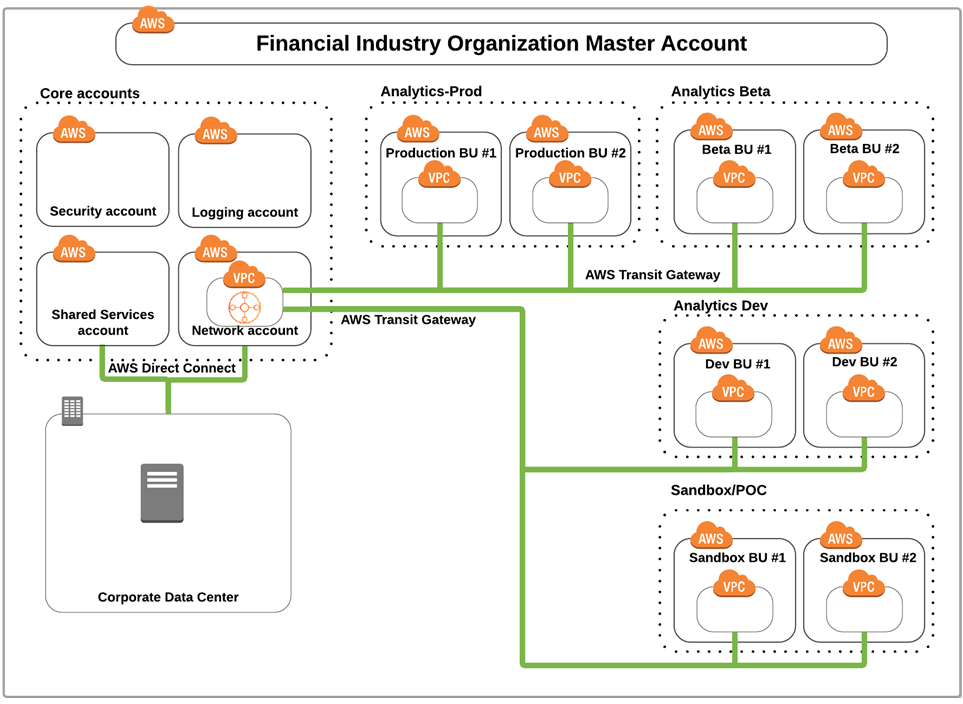 AWS
Financial Industry Organization Master Account
Core accounts
AWS
Security account
AWS
Logging account
AWS
Shared Services
account
AWS
VPC
Network account
Analytics-Prod
AWS
Production BU #1
VPC
AWS
Production BU #2
VPC
Analytics Beta
AWS
Beta BU #1
VPC
AWS
Beta BU #2
VPC
AWS Transit Gateway
AWS Transit Gateway
Analytics Dev
AWS
Dev BU #1
VPC
AWS
Dev BU #2
VPC
AWS Direct Connect
Corporate Data Center
Sandbox/POC
AWS
Sandbox BU #1
VPC
AWS
Sandbox BU #2
VPC